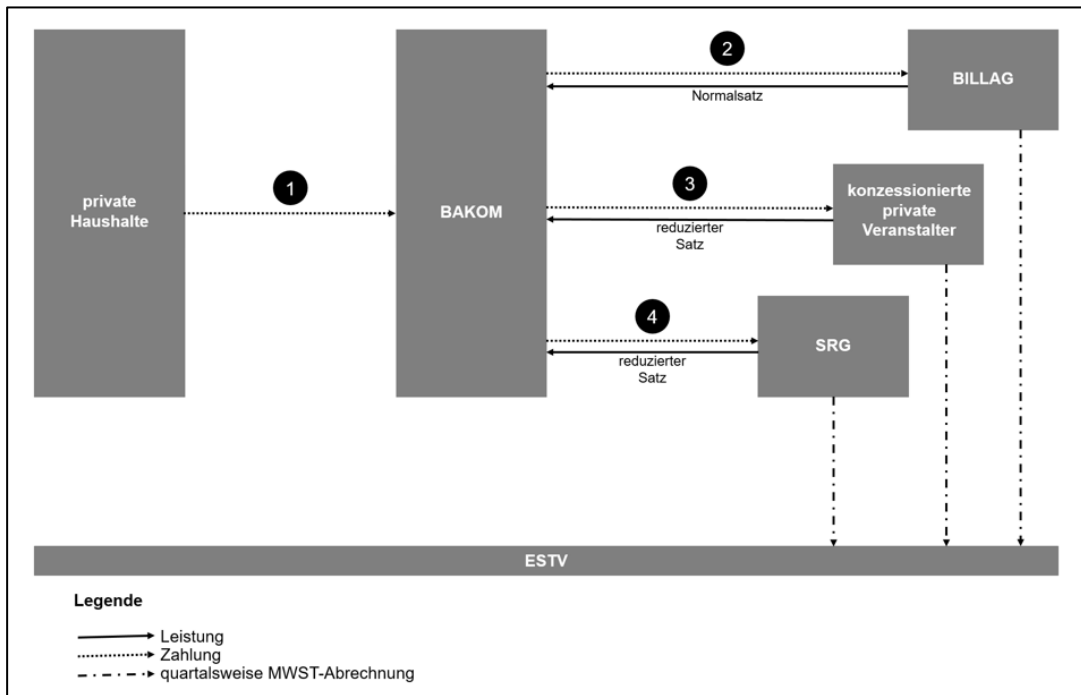 2
BILLAG
Normalsatz
1
3
private
Haushalte
BAKOM
konzessionierte
private
Veranstalter
reduzierter
Satz
4
SRG
reduzierter
Satz
ESTV
Legende
Leistung
Zahlung
quartalsweise MWST-Abrechnung